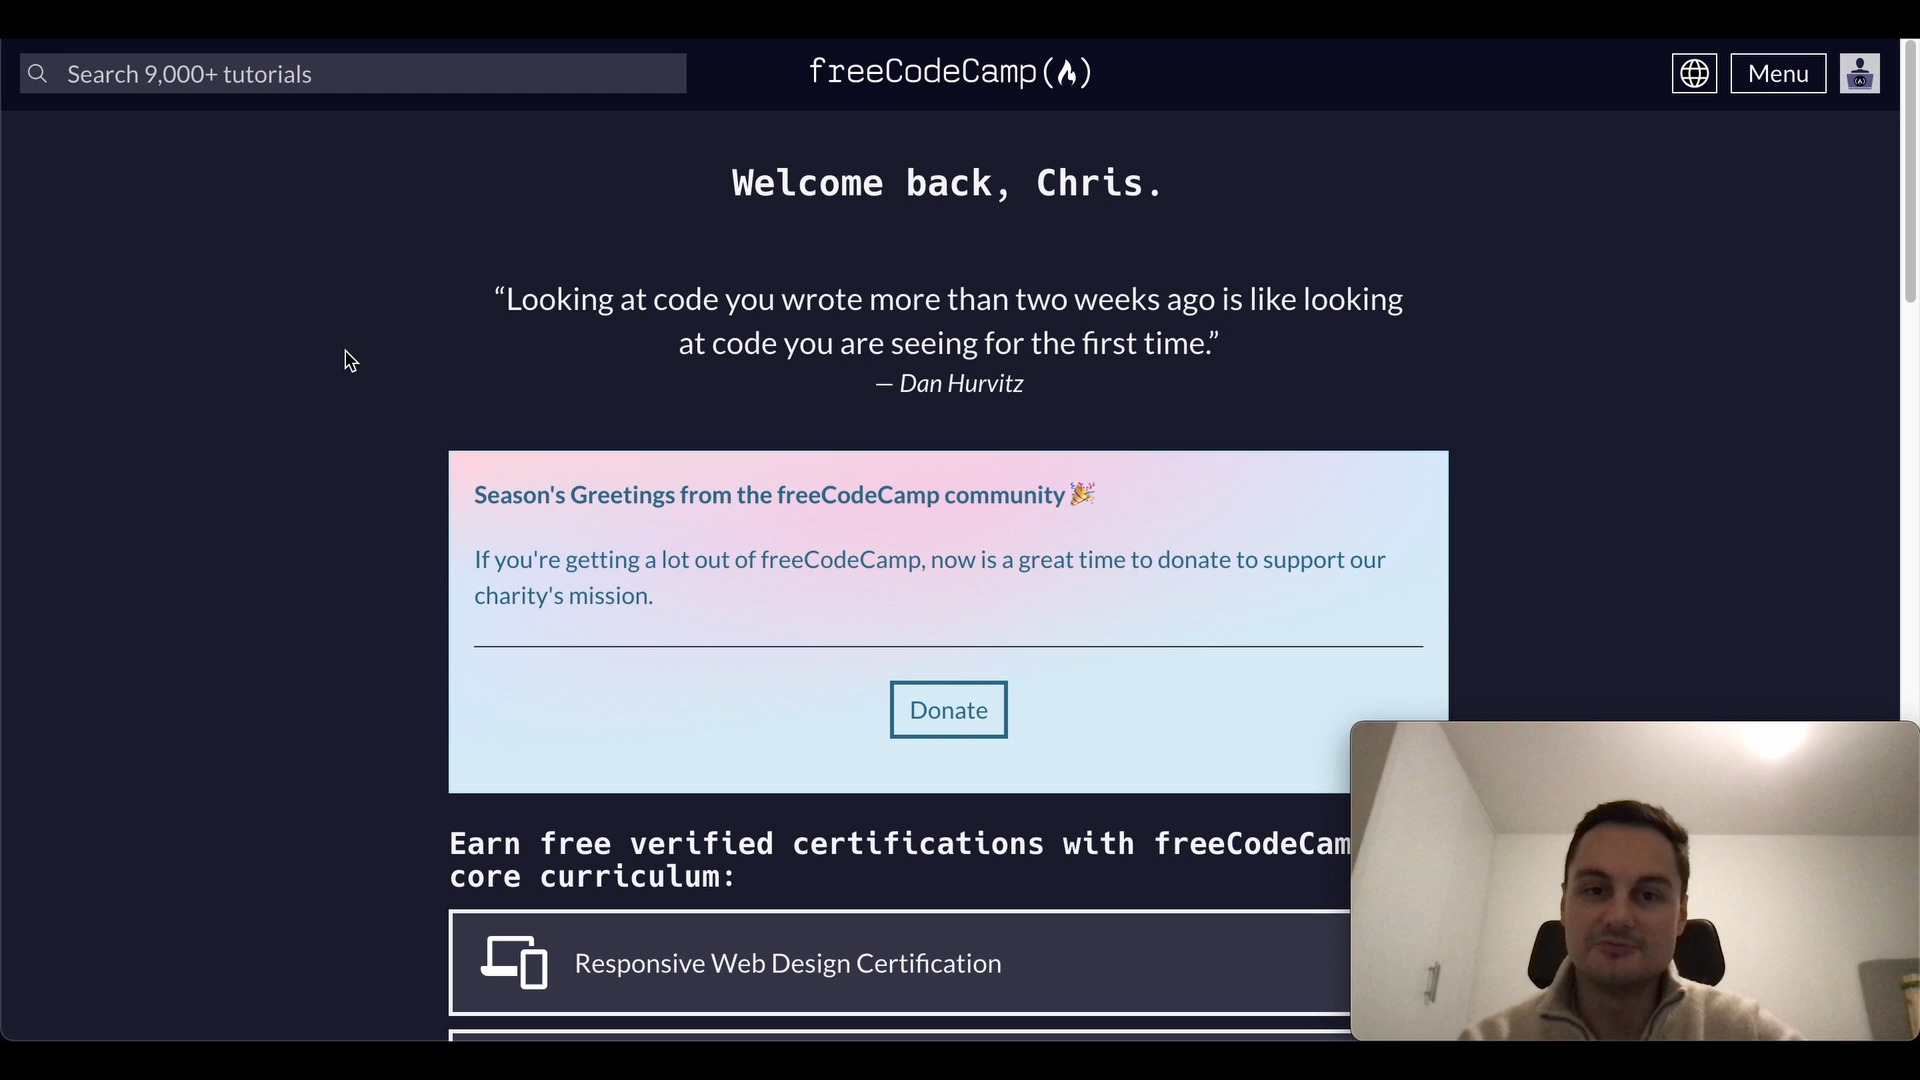 Search 9,000+ tutorials
freeCodeCamp
Menu
Welcome back, Chris.
“Looking at code you wrote more than two weeks ago is like looking
at code you are seeing for the first time.”
— Dan Hurvitz
Season's Greetings from the freeCodeCamp community 🎉
If you're getting a lot out of freeCodeCamp, now is a great time to donate to support our
charity's mission.
Donate
Earn free verified certifications with freeCodeCam
core curriculum:
Responsive Web Design Certification